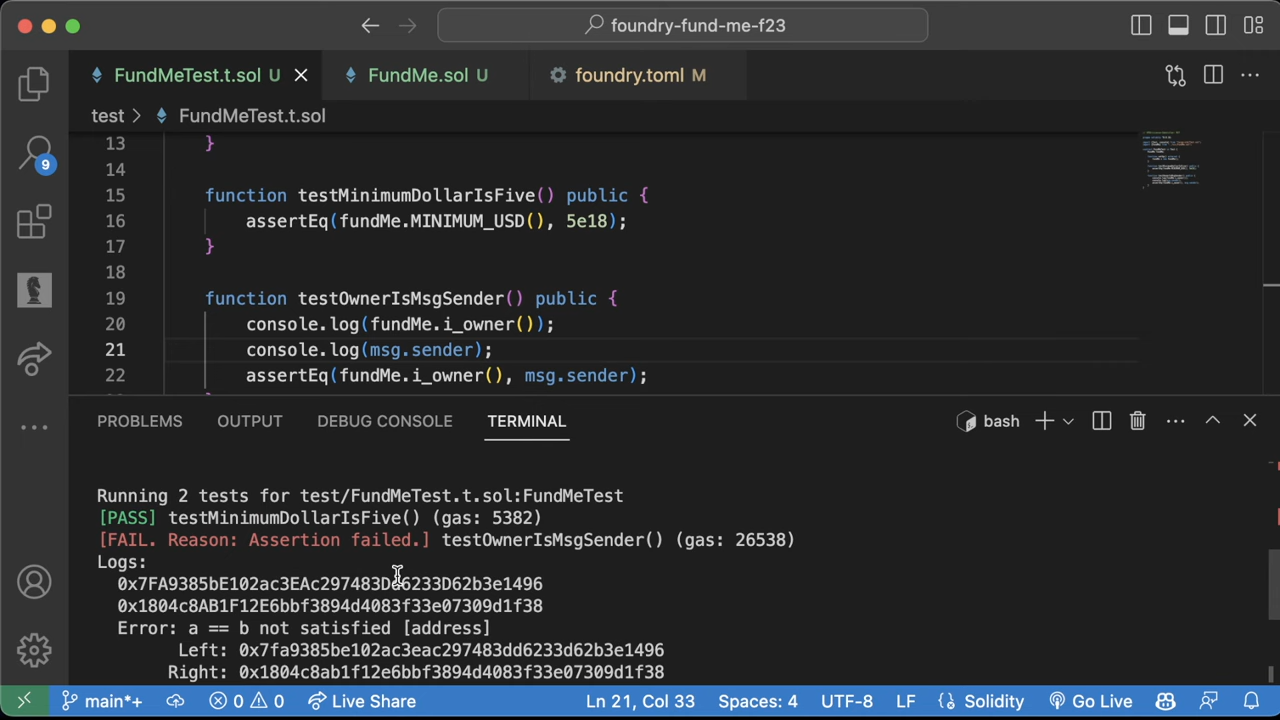 foundry-fund-me-f23
FundMeTest.t.sol U
FundMe.sol U
foundry.toml M
test > FundMeTest.t.sol
9
13 }
14
15 function testMinimumDollarIsFive() public {
16 assertEq(fundMe.MINIMUM_USD(), 5e18);
17 }
18
19 function testOwnerIsMsgSender() public {
20 console.log(fundMe.i_owner());
21 console.log(msg.sender);
22 assertEq(fundMe.i_owner(), msg.sender);
PROBLEMS OUTPUT DEBUG CONSOLE TERMINAL bash
Running 2 tests for test/FundMeTest.t.sol:FundMeTest
[PASS] testMinimumDollarIsFive() (gas: 5382)
[FAIL. Reason: Assertion failed.] testOwnerIsMsgSender() (gas: 26538)
Logs:
0x7FA9385bE102ac3EAc297483Dd6233D62b3e1496
0x1804c8AB1F12E6bbf3894d4083f33e07309d1f38
Error: a == b not satisfied [address]
Left: 0x7fa9385be102ac3eac297483dd6233d62b3e1496
Right: 0x1804c8ab1f12e6bbf3894d4083f33e07309d1f38
main*+ 0 0 Live Share Ln 21, Col 33 Spaces: 4 UTF-8 LF Solidity Go Live